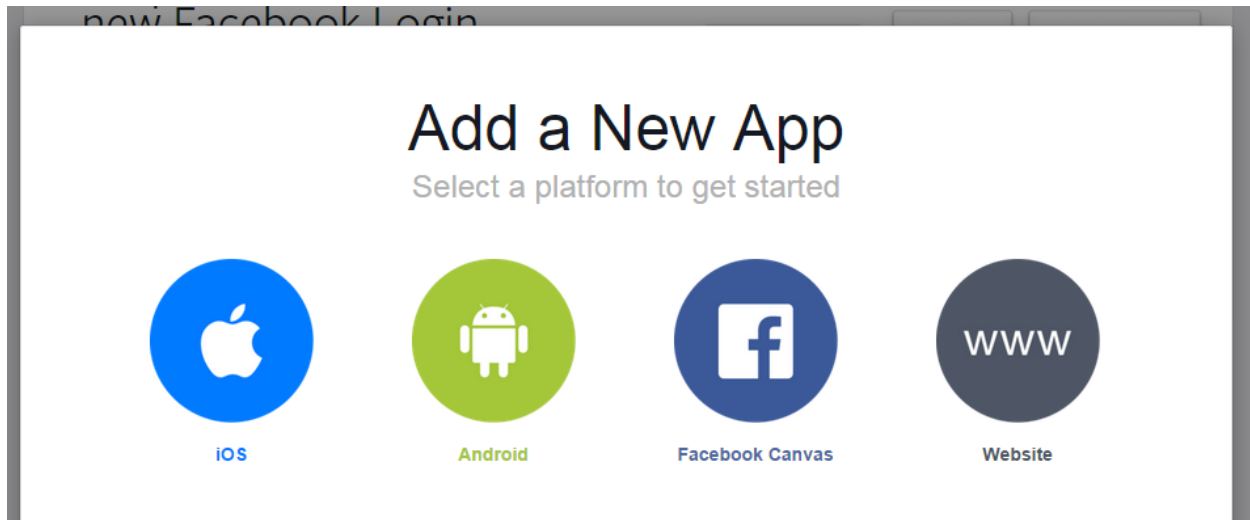 new Facebook Login
Add a New App
Select a platform to get started
www
iOS
Android
Facebook Canvas
Website